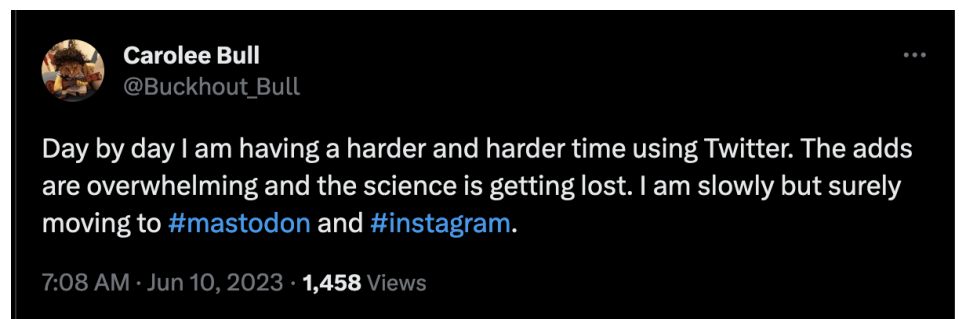 Carolee Bull
@Buckhout_Bull
Day by day I am having a harder and harder time using Twitter. The adds
are overwhelming and the science is getting lost. I am slowly but surely
moving to #mastodon and #instagram.
7:08 AM · Jun 10, 2023 · 1,458 Views